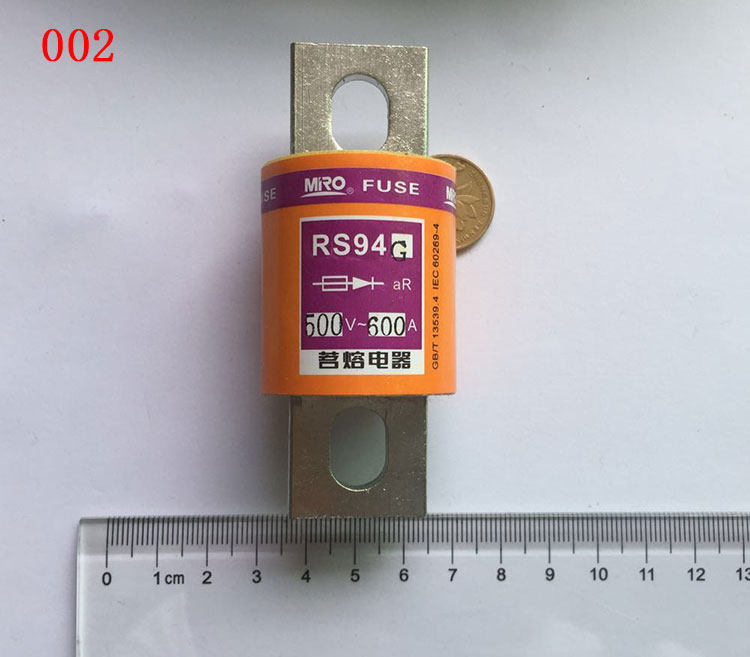 002
SE MiRO® FUSE M
RS94G
aR
500V~600A
茗熔电器
GB/T 13539.4 IEC 60269-4
0 1cm 2 3 4 5 6 7 8 9 10 11 12 13